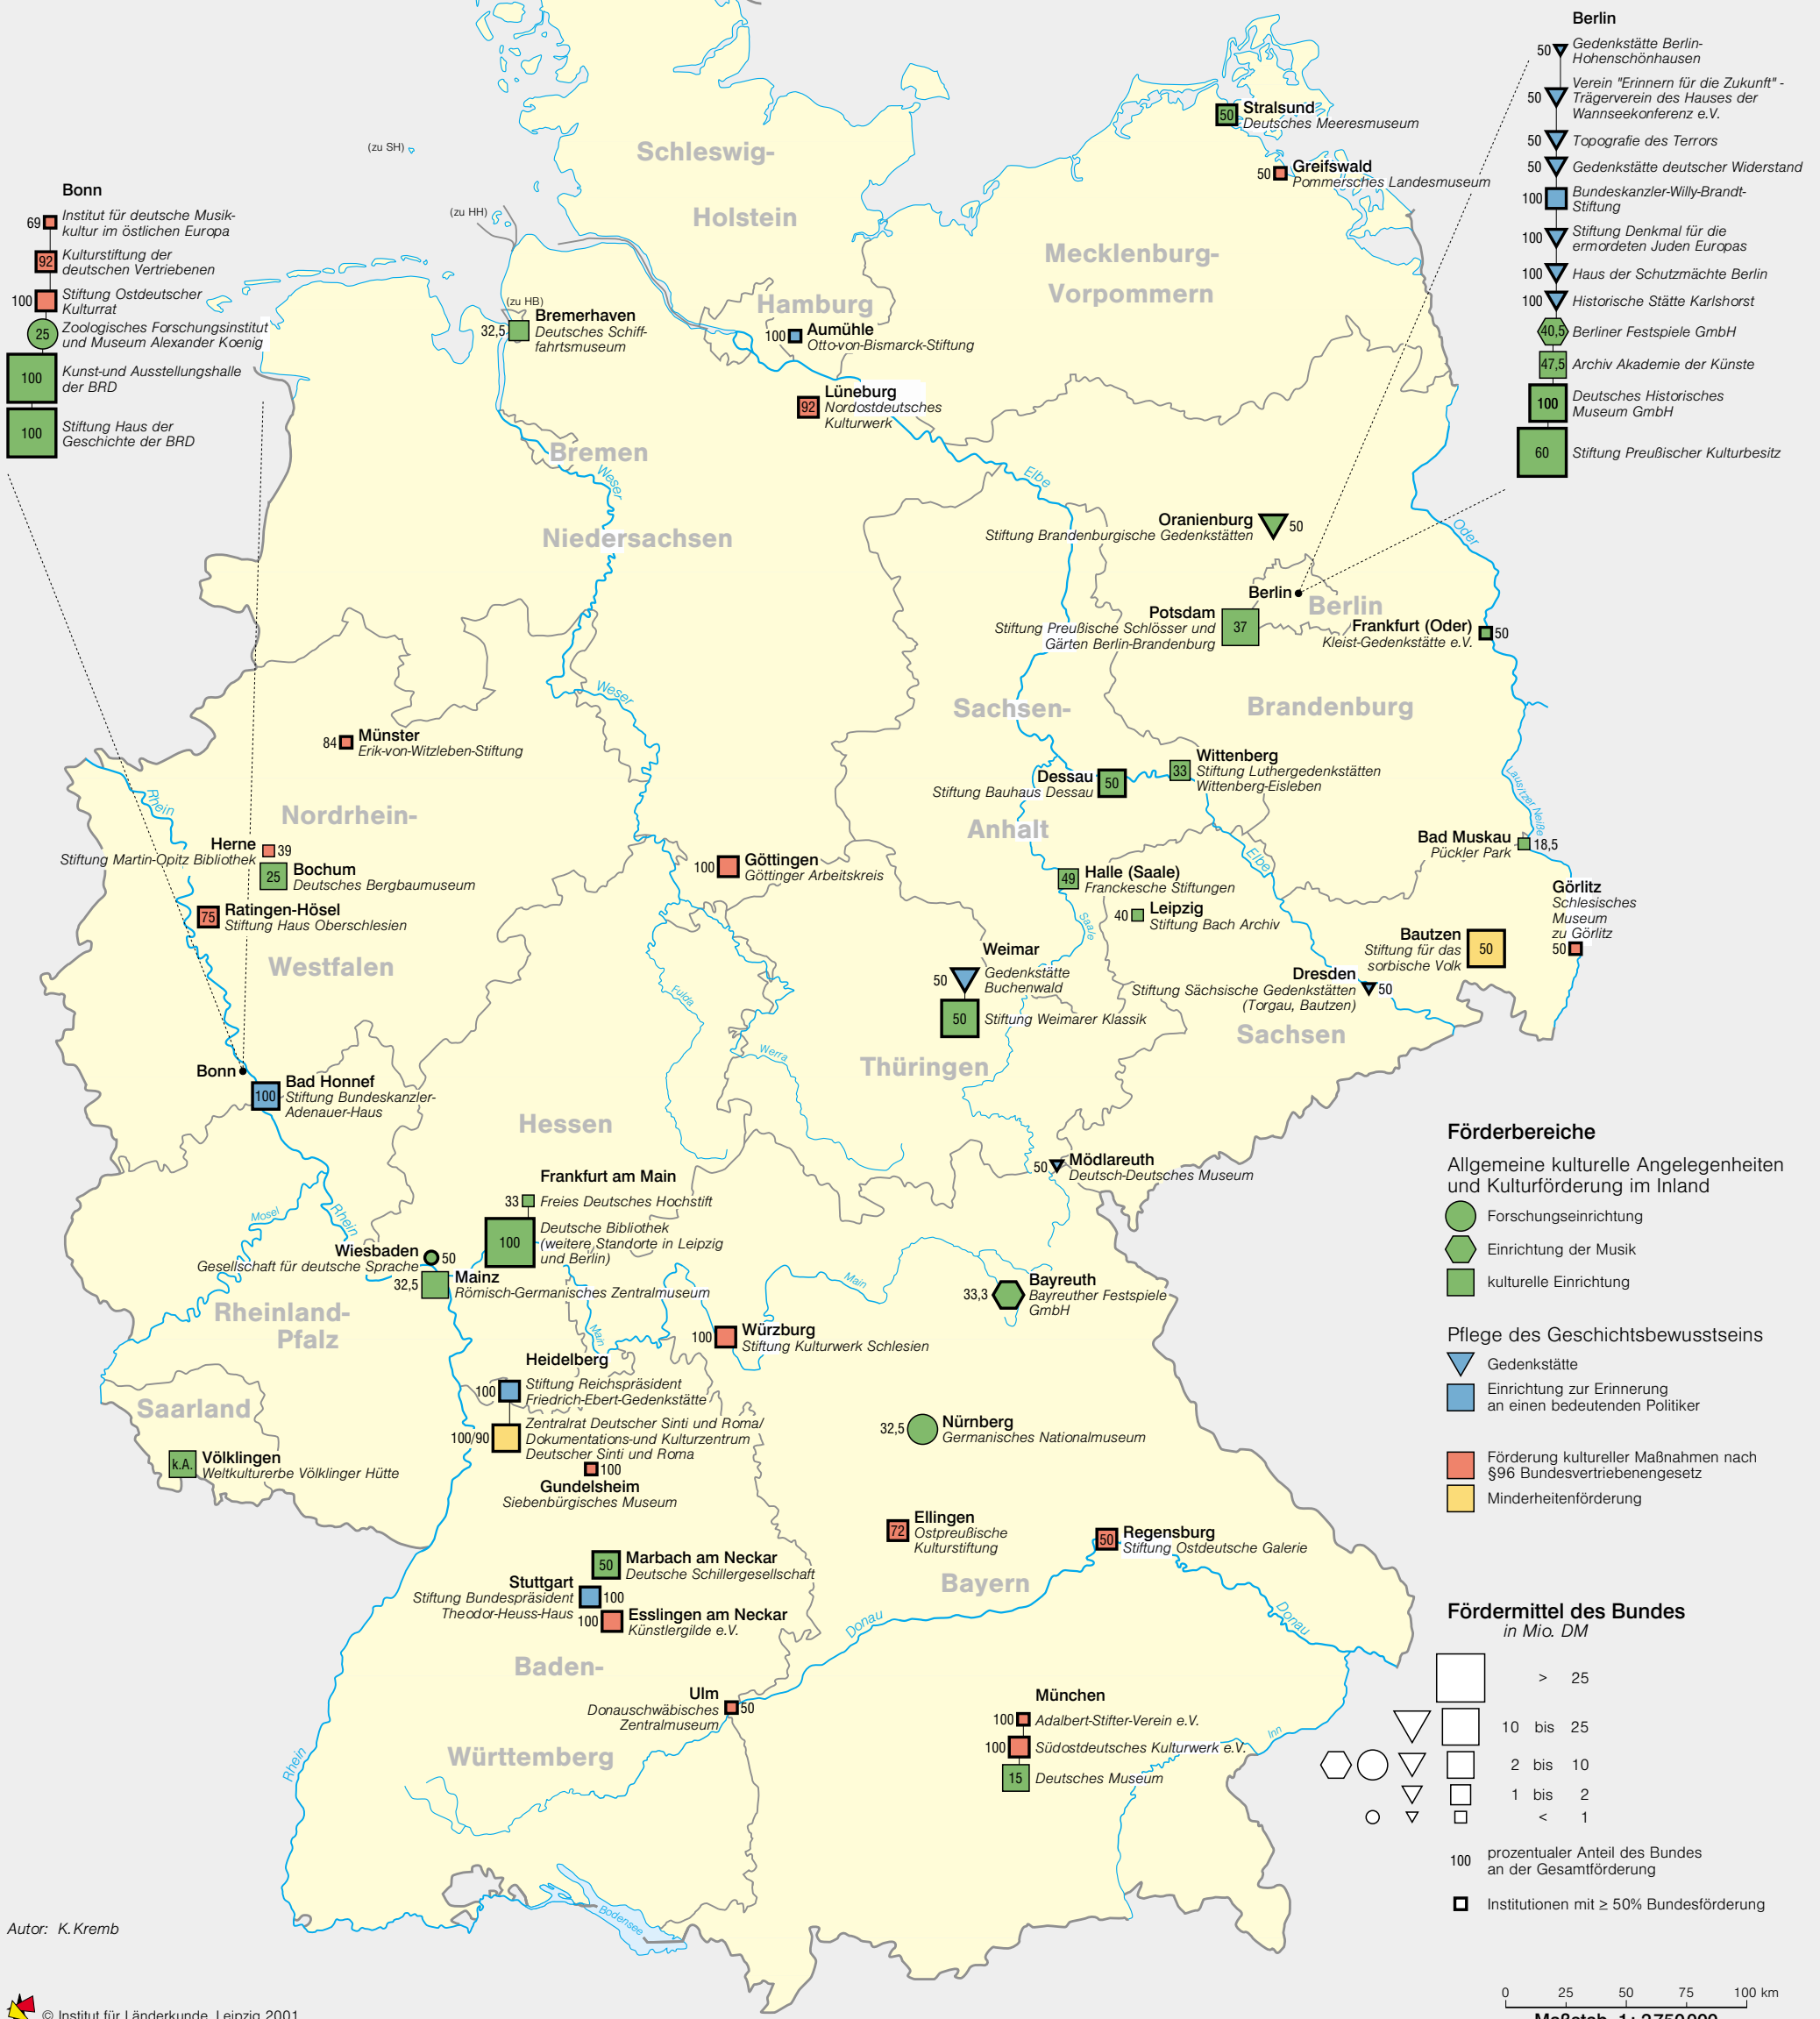 Berlin
50
Gedenkstätte Berlin-
Hohenschönhausen
50
Verein "Erinnern für die Zukunft" -
Trägerverein des Hauses der
Wannseekonferenz e.V.
50 Topografie des Terrors
50 Gedenkstätte deutscher Widerstand
100
Bundeskanzler-Willy-Brandt-
Stiftung
100
Stiftung Denkmal für die
ermordeten Juden Europas
100 Haus der Schutzmächte Berlin
100 Historische Stätte Karlshorst
40,5 Berliner Festspiele GmbH
47,5 Archiv Akademie der Künste
100
Deutsches Historisches
Museum GmbH
60 Stiftung Preußischer Kulturbesitz
Bonn
69
Institut für deutsche Musik-
kultur im östlichen Europa
92
Kulturstiftung der
deutschen Vertriebenen
100
Stiftung Ostdeutscher
Kulturrat
25
Zoologisches Forschungsinstitut
und Museum Alexander Koenig
100
Kunst-und Ausstellungshalle
der BRD
100
Stiftung Haus der
Geschichte der BRD
(zu SH)
(zu HH)
(zu HB)
Schleswig-
Holstein
50 Stralsund
Deutsches Meeresmuseum
50 Greifswald
Pommersches Landesmuseum
Mecklenburg-
Vorpommern
Hamburg
32,5
Bremerhaven
Deutsches Schiff-
fahrtsmuseum
100 Aumühle
Otto-von-Bismarck-Stiftung
92
Lüneburg
Nordostdeutsches
Kulturwerk
Bremen
Weser
Elbe
Niedersachsen
Oranienburg 50
Stiftung Brandenburgische Gedenkstätten
Oder
Berlin
Berlin
Potsdam
Stiftung Preußische Schlösser und
Gärten Berlin-Brandenburg
37
Frankfurt (Oder) 50
Kleist-Gedenkstätte e.V.
Weser
Sachsen-
Anhalt
Brandenburg
84 Münster
Erik-von-Witzleben-Stiftung
Rhein
Nordrhein-
Westfalen
Dessau
Stiftung Bauhaus Dessau
50
33
Wittenberg
Stiftung Luthergedenkstätten
Wittenberg-Eisleben
Lausitzer Neiße
Elbe
Herne 39
Stiftung Martin-Opitz Bibliothek
25 Bochum
Deutsches Bergbaumuseum
75 Ratingen-Hösel
Stiftung Haus Oberschlesien
100 Göttingen
Göttinger Arbeitskreis
49 Halle (Saale)
Franckesche Stiftungen
40 Leipzig
Stiftung Bach Archiv
Saale
Bad Muskau 18,5
Pückler Park
Görlitz
Schlesisches
Museum
zu Görlitz
50
Bautzen
Stiftung für das
sorbische Volk
50
Dresden 50
Stiftung Sächsische Gedenkstätten
(Torgau, Bautzen)
Sachsen
Weimar
50
Gedenkstätte
Buchenwald
50 Stiftung Weimarer Klassik
Thüringen
Fulda
Werra
Bonn
100
Bad Honnef
Stiftung Bundeskanzler-
Adenauer-Haus
Hessen
50 Mödlareuth
Deutsch-Deutsches Museum
Frankfurt am Main
33 Freies Deutsches Hochstift
100
Deutsche Bibliothek
(weitere Standorte in Leipzig
und Berlin)
Mosel
Rhein
Wiesbaden 50
Gesellschaft für deutsche Sprache
32,5 Mainz
Römisch-Germanisches Zentralmuseum
Rheinland-
Pfalz
Main
Main
33,3
Bayreuth
Bayreuther Festspiele
GmbH
100 Würzburg
Stiftung Kulturwerk Schlesien
Heidelberg
100
Stiftung Reichspräsident
Friedrich-Ebert-Gedenkstätte
100/90
Zentralrat Deutscher Sinti und Roma/
Dokumentations-und Kulturzentrum
Deutscher Sinti und Roma
100
Gundelsheim
Siebenbürgisches Museum
Saarland
k.A. Völklingen
Weltkulturerbe Völklinger Hütte
32,5 Nürnberg
Germanisches Nationalmuseum
72
Ellingen
Ostpreußische
Kulturstiftung
50 Regensburg
Stiftung Ostdeutsche Galerie
Bayern
50 Marbach am Neckar
Deutsche Schillergesellschaft
Stuttgart
Stiftung Bundespräsident
Theodor-Heuss-Haus
100
100 Esslingen am Neckar
Künstlergilde e.V.
Donau
Donau
Baden-
Württemberg
Ulm 50
Donauschwäbisches
Zentralmuseum
München
100 Adalbert-Stifter-Verein e.V.
100 Südostdeutsches Kulturwerk e.V.
15 Deutsches Museum
Inn
Rhein
Bodensee
Förderbereiche
Allgemeine kulturelle Angelegenheiten
und Kulturförderung im Inland
Forschungseinrichtung
Einrichtung der Musik
kulturelle Einrichtung
Pflege des Geschichtsbewusstseins
Gedenkstätte
Einrichtung zur Erinnerung
an einen bedeutenden Politiker
Förderung kultureller Maßnahmen nach
§96 Bundesvertriebenengesetz
Minderheitenförderung
Fördermittel des Bundes
in Mio. DM
> 25
10 bis 25
2 bis 10
1 bis 2
< 1
100
prozentualer Anteil des Bundes
an der Gesamtförderung
Institutionen mit ≥ 50% Bundesförderung
Autor: K.Kremb
© Institut für Länderkunde, Leipzig 2001
0 25 50 75 100 km
Maßstab 1: 2750000